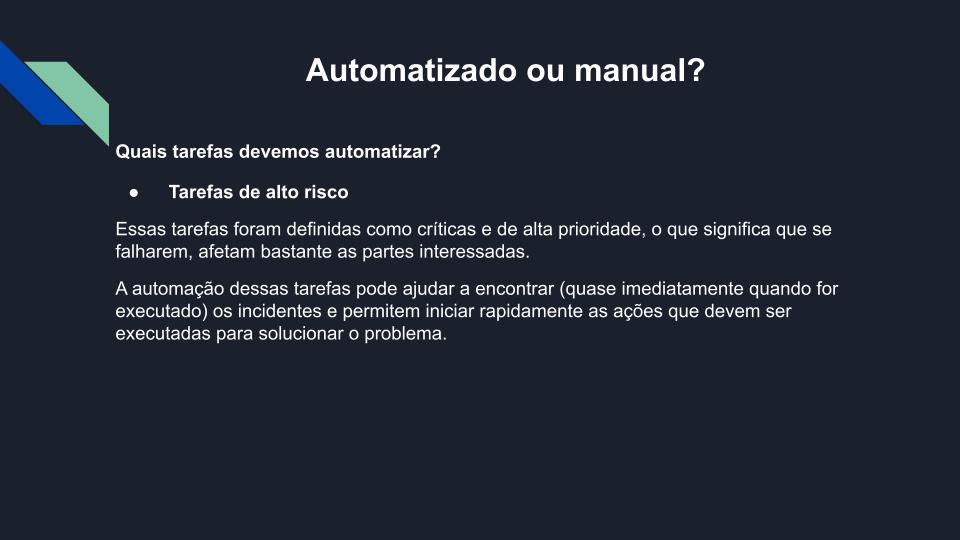 Automatizado ou manual?
Quais tarefas devemos automatizar?
● Tarefas de alto risco
Essas tarefas foram definidas como críticas e de alta prioridade, o que significa que se
falharem, afetam bastante as partes interessadas.
A automação dessas tarefas pode ajudar a encontrar (quase imediatamente quando for
executado) os incidentes e permitem iniciar rapidamente as ações que devem ser
executadas para solucionar o problema.